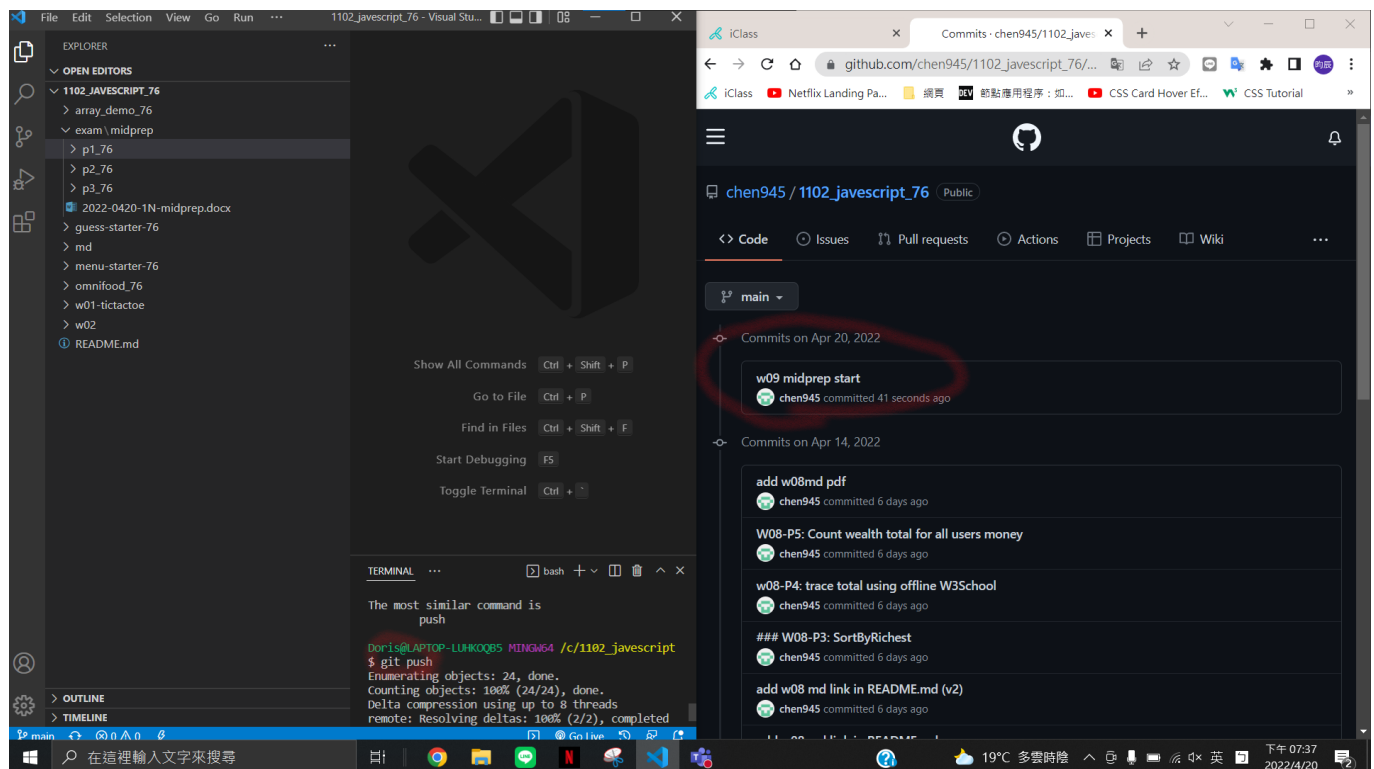 File Edit Selection View Go Run ··· 1102_javescript_76 - Visual Stu...
EXPLORER ···
OPEN EDITORS
1102_JAVESCRIPT_76
array_demo_76
exam\midprep
p1_76
p2_76
p3_76
2022-0420-1N-midprep.docx
guess-starter-76
md
menu-starter-76
omnifood_76
w01-tictactoe
w02
README.md
OUTLINE
TIMELINE
Show All Commands Ctrl + Shift + P
Go to File Ctrl + P
Find in Files Ctrl + Shift + F
Start Debugging F5
Toggle Terminal Ctrl + `
TERMINAL ··· bash
The most similar command is
push
Doris@LAPTOP-LUHKOQB5 MINGW64 /c/1102_javescript
$ git push
Enumerating objects: 24, done.
Counting objects: 100% (24/24), done.
Delta compression using up to 8 threads
remote: Resolving deltas: 100% (2/2), completed
main 0 0 Go Live
iClass Commits · chen945/1102_javes
github.com/chen945/1102_javescript_76/... 昀辰
iClass Netflix Landing Pa... 網頁 DEV 節點應用程序：如... CSS Card Hover Ef... CSS Tutorial »
chen945 / 1102_javescript_76 Public
Code Issues Pull requests Actions Projects Wiki ···
main
Commits on Apr 20, 2022
w09 midprep start
chen945 committed 41 seconds ago
Commits on Apr 14, 2022
add w08md pdf
chen945 committed 6 days ago
W08-P5: Count wealth total for all users money
chen945 committed 6 days ago
w08-P4: trace total using offline W3School
chen945 committed 6 days ago
### W08-P3: SortByRichest
chen945 committed 6 days ago
add w08 md link in README.md (v2)
chen945 committed 6 days ago
在這裡輸入文字來搜尋
19°C 多雲時陰 英 下午 07:37
2022/4/20 2